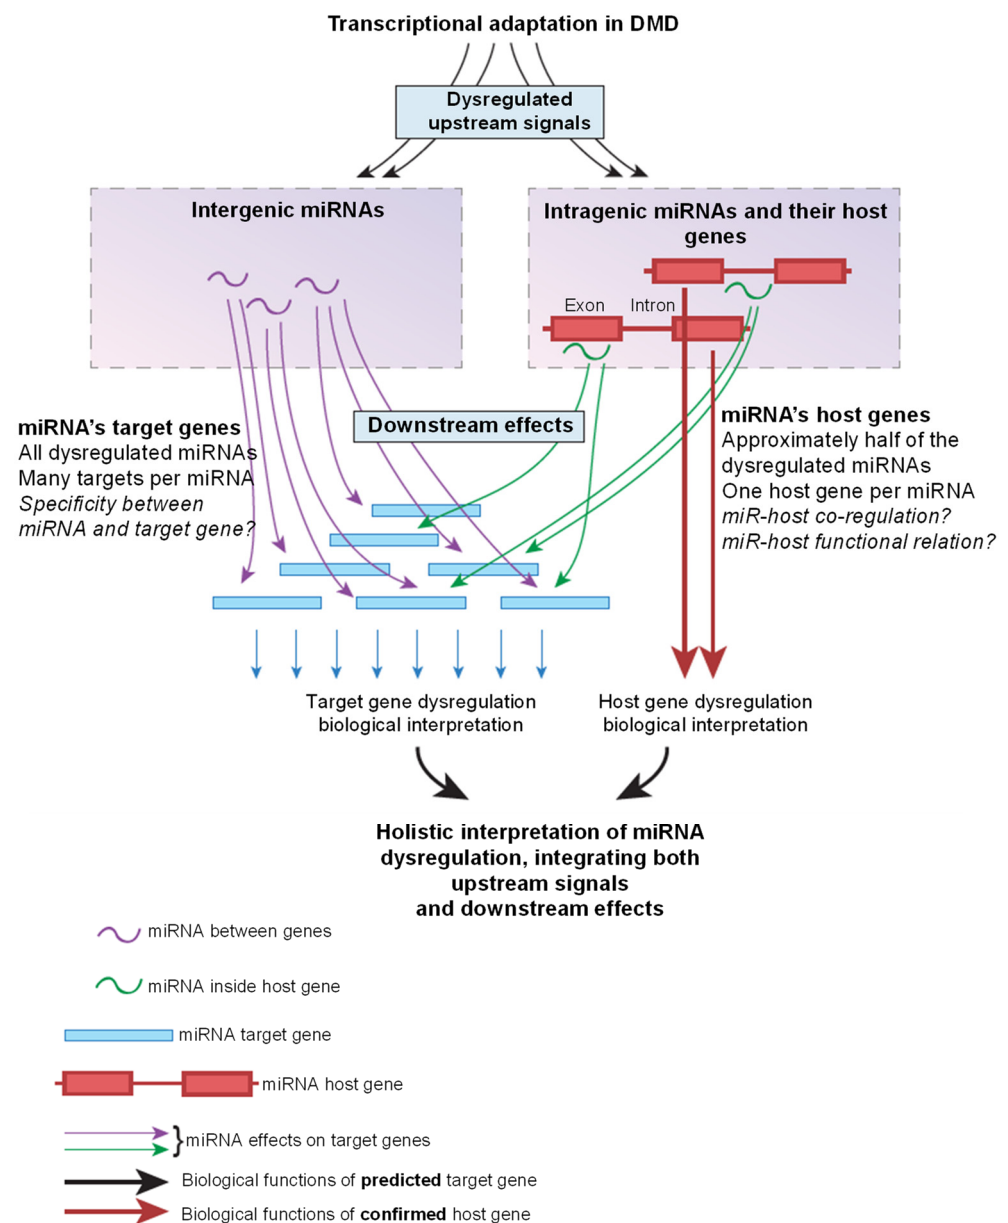 Transcriptional adaptation in DMD
Dysregulated
upstream signals
Intergenic miRNAs
Intragenic miRNAs and their host
genes
Exon
Intron
Downstream effects
miRNA's target genes
All dysregulated miRNAs
Many targets per miRNA
Specificity between
miRNA and target gene?
miRNA's host genes
Approximately half of the
dysregulated miRNAs
One host gene per miRNA
miR-host co-regulation?
miR-host functional relation?
Target gene dysregulation
biological interpretation
Host gene dysregulation
biological interpretation
Holistic interpretation of miRNA
dysregulation, integrating both
upstream signals
and downstream effects
miRNA between genes
miRNA inside host gene
miRNA target gene
miRNA host gene
miRNA effects on target genes
Biological functions of predicted target gene
Biological functions of confirmed host gene